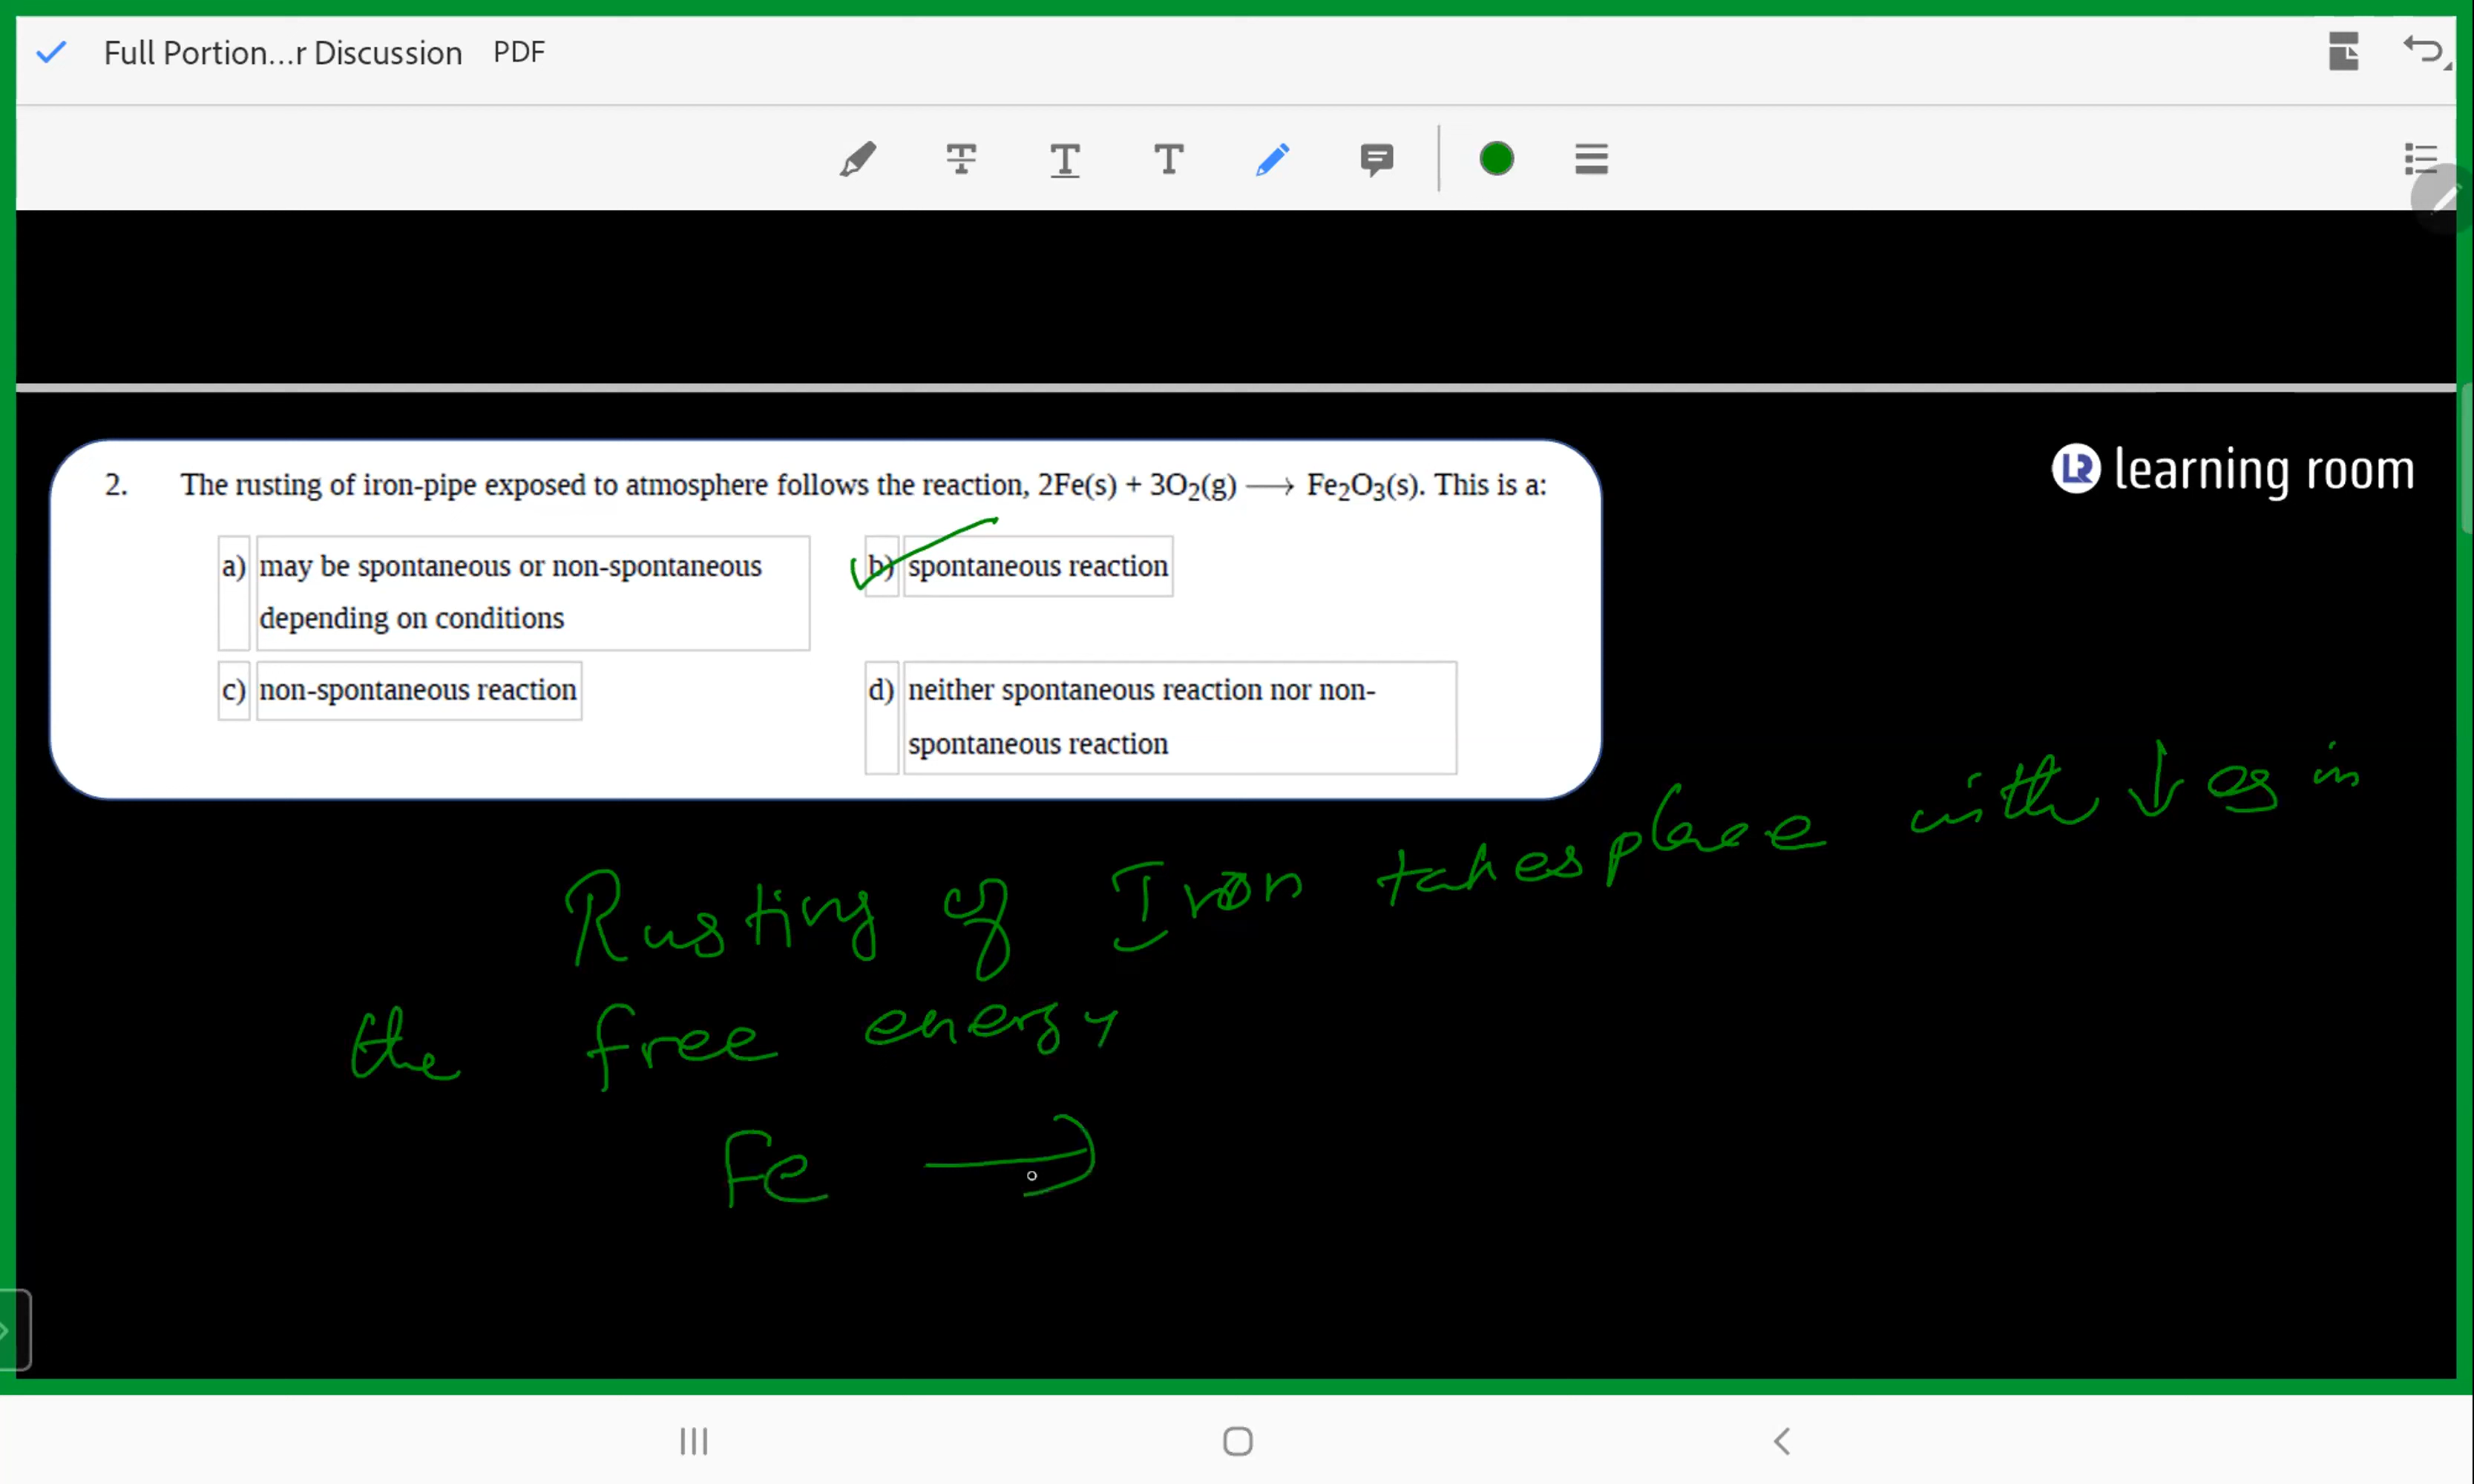 Full Portion...r Discussion PDF
LR learning room
2. The rusting of iron-pipe exposed to atmosphere follows the reaction, 2Fe(s) + 3O₂(g) ⟶ Fe₂O₃(s). This is a:
a) may be spontaneous or non-spontaneous
depending on conditions
b) spontaneous reaction
c) non-spontaneous reaction
d) neither spontaneous reaction nor non-
spontaneous reaction
Rusting of Iron takes place with ↓ es in
the free energy
Fe →